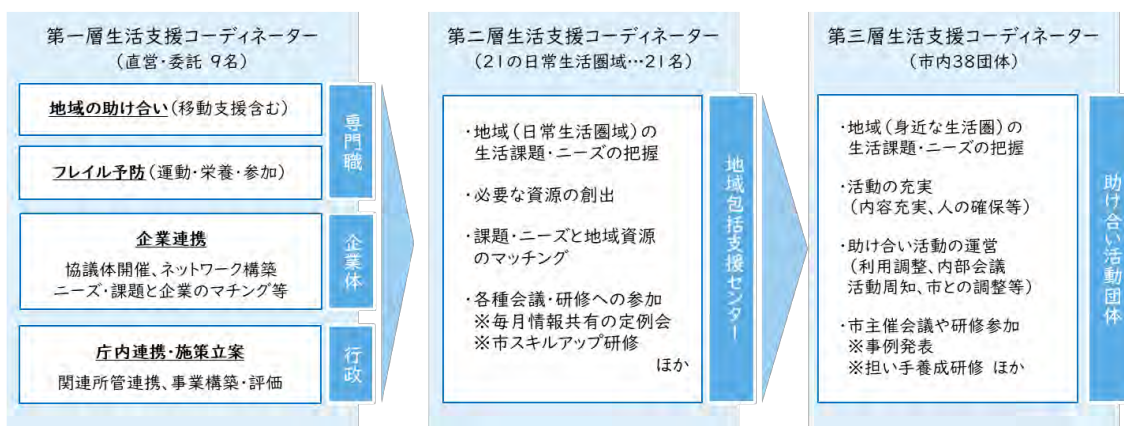 第一層生活支援コーディネーター
(直営・委託 9名)
地域の助け合い(移動支援含む)
フレイル予防(運動・栄養・参加)
専門職
企業連携
協議体開催、ネットワーク構築
ニーズ・課題と企業のマチング等
企業体
庁内連携・施策立案
関連所管連携、事業構築・評価
行政
第二層生活支援コーディネーター
(21の日常生活圏域…21名)
・地域(日常生活圏域)の
生活課題・ニーズの把握
・必要な資源の創出
・課題・ニーズと地域資源
のマッチング
・各種会議・研修への参加
※毎月情報共有の定例会
※市スキルアップ研修
ほか
地域包括支援センター
第三層生活支援コーディネーター
(市内38団体)
・地域(身近な生活圏)の
生活課題・ニーズの把握
・活動の充実
(内容充実、人の確保等)
・助け合い活動の運営
(利用調整、内部会議
活動周知、市との調整等)
・市主催会議や研修参加
※事例発表
※担い手養成研修 ほか
助け合い活動団体